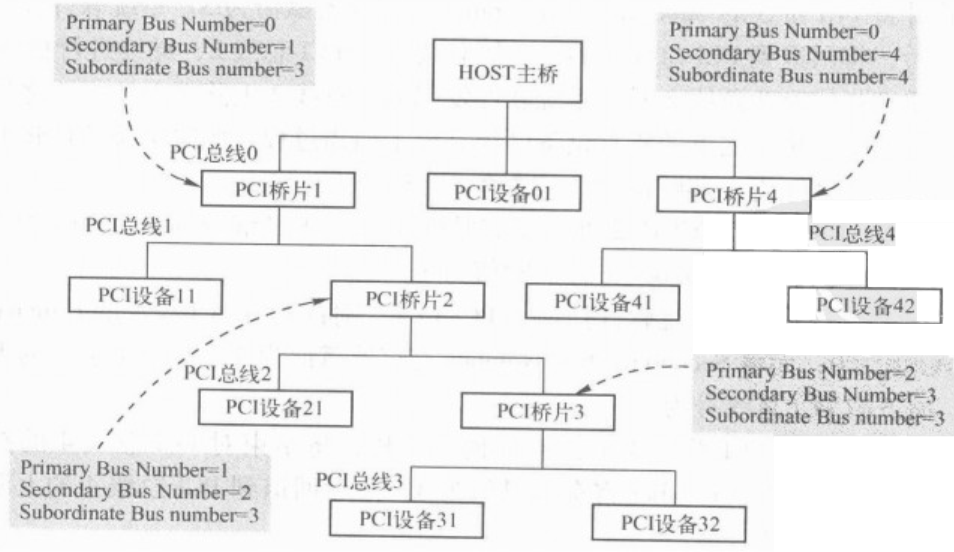 Primary Bus Number=0
Secondary Bus Number=1
Subordinate Bus number=3
Primary Bus Number=0
Secondary Bus Number=4
Subordinate Bus number=4
HOST主桥
PCI总线0
PCI桥片1
PCI设备01
PCI桥片4
PCI总线1
PCI总线4
PCI设备11
PCI桥片2
PCI设备41
PCI设备42
PCI总线2
PCI设备21
PCI桥片3
Primary Bus Number=2
Secondary Bus Number=3
Subordinate Bus number=3
Primary Bus Number=1
Secondary Bus Number=2
Subordinate Bus number=3
PCI总线3
PCI设备31
PCI设备32